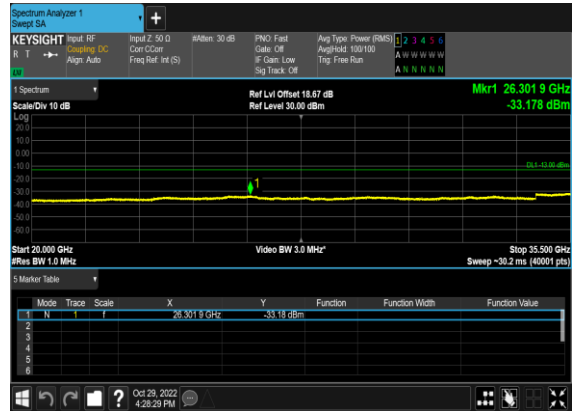 Spectrum Analyzer 1
Swept SA
+
KEYSIGHT Input: RF Input Z: 50 Ω #Atten: 30 dB PNO: Fast Avg Type: Power (RMS) 1 2 3 4 5 6
R T Coupling: DC Corr CCorr Gate: Off Avg|Hold: 100/100 A W W W W W
Align: Auto Freq Ref: Int (S) IF Gain: Low Trig: Free Run
Sig Track: Off A N N N N N
1 Spectrum Ref Lvl Offset 18.67 dB Mkr1 26.301 9 GHz
Scale/Div 10 dB Ref Level 30.00 dBm -33.178 dBm
Log
20.0
10.0
0.00
-10.0
DL1 -13.00 dBm
-20.0
1
-30.0
-40.0
-50.0
-60.0
Start 20.000 GHz Video BW 3.0 MHz* Stop 35.500 GHz
#Res BW 1.0 MHz Sweep ~30.2 ms (40001 pts)
5 Marker Table
Mode Trace Scale X Y Function Function Width Function Value
1 N 1 f 26.301 9 GHz -33.18 dBm
2
3
4
5
6
? Oct 29, 2022
4:28:29 PM